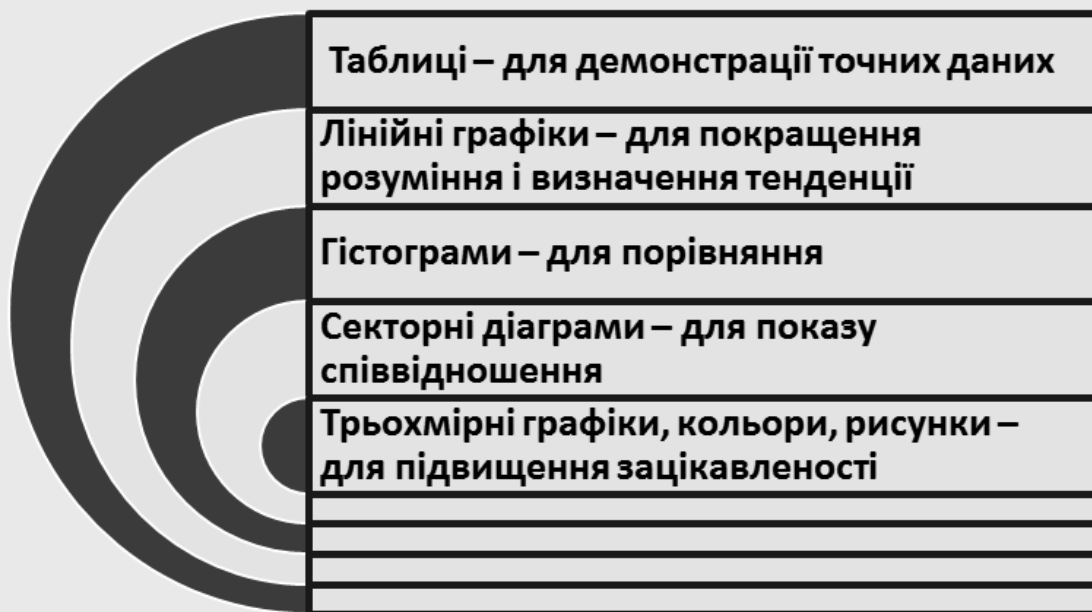 Таблиці – для демонстрації точних даних
Лінійні графіки – для покращення
розуміння і визначення тенденції
Гістограми – для порівняння
Секторні діаграми – для показу
співвідношення
Трьохмірні графіки, кольори, рисунки –
для підвищення зацікавленості